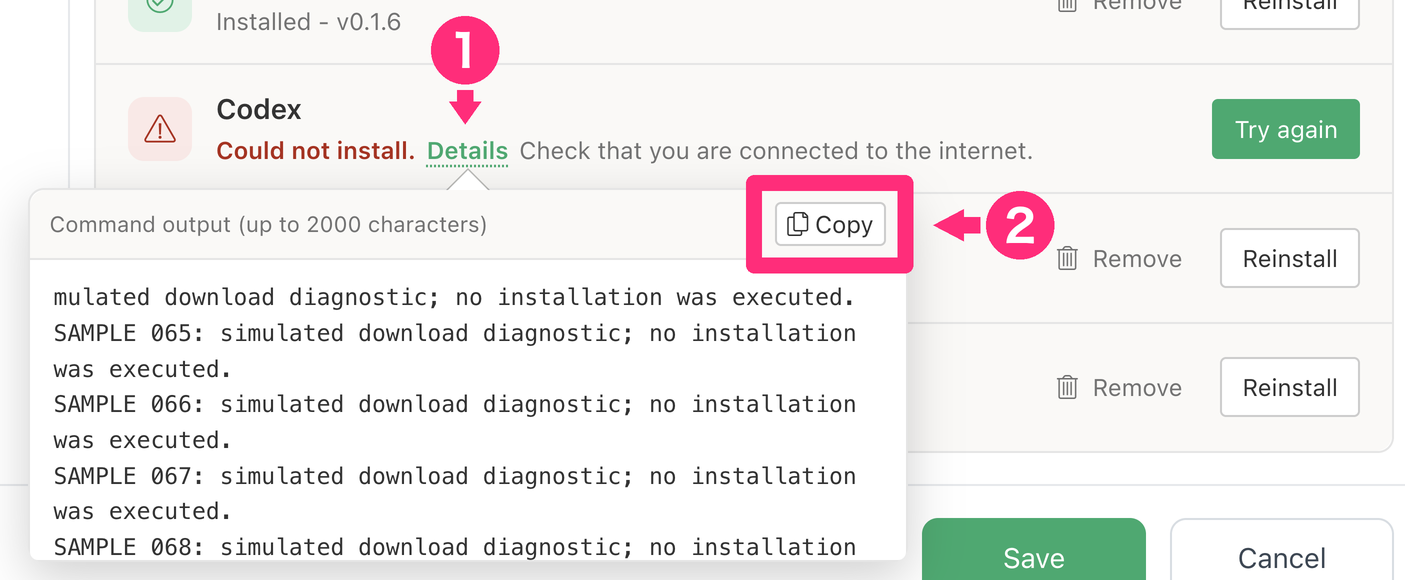 Installed - v0.1.6
Remove
Reinstall
1
Codex
Could not install. Details Check that you are connected to the internet.
Try again
Command output (up to 2000 characters)
Copy
2
Remove
Reinstall
mulated download diagnostic; no installation was executed.
SAMPLE 065: simulated download diagnostic; no installation
was executed.
SAMPLE 066: simulated download diagnostic; no installation
was executed.
SAMPLE 067: simulated download diagnostic; no installation
was executed.
SAMPLE 068: simulated download diagnostic; no installation
Remove
Reinstall
Save
Cancel